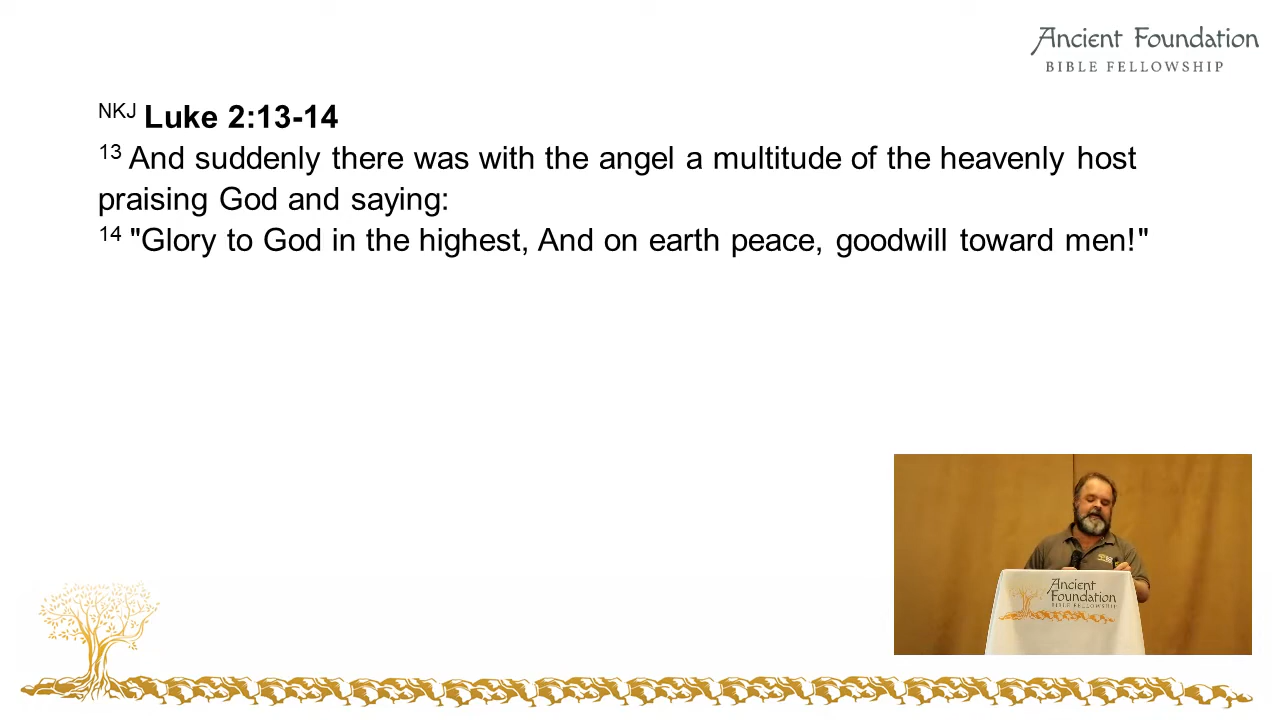 Ancient Foundation
BIBLE FELLOWSHIP
NKJ Luke 2:13-14
13 And suddenly there was with the angel a multitude of the heavenly host
praising God and saying:
14 "Glory to God in the highest, And on earth peace, goodwill toward men!"
Ancient
Foundation
BIBLE FELLOWSHIP